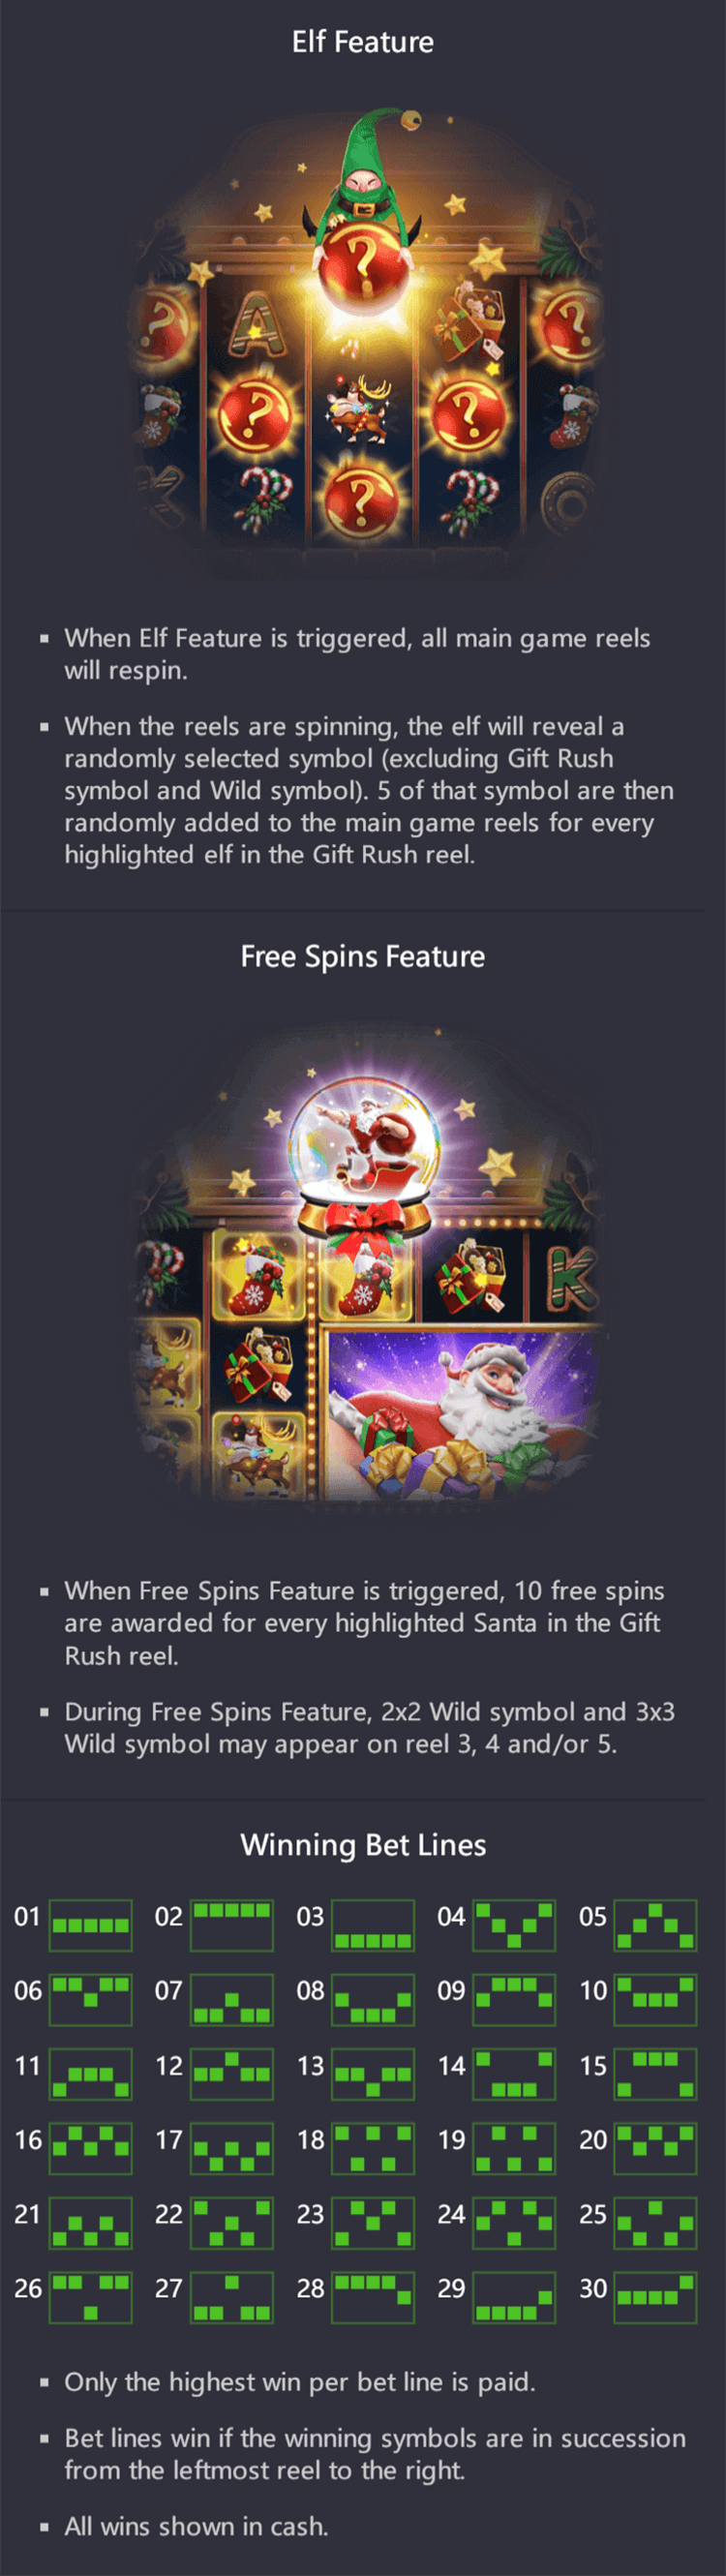 Elf Feature
?
? A ?
? ?
K ?
When Elf Feature is triggered, all main game reels
will respin.
When the reels are spinning, the elf will reveal a
randomly selected symbol (excluding Gift Rush
symbol and Wild symbol). 5 of that symbol are then
randomly added to the main game reels for every
highlighted elf in the Gift Rush reel.
Free Spins Feature
K
When Free Spins Feature is triggered, 10 free spins
are awarded for every highlighted Santa in the Gift
Rush reel.
During Free Spins Feature, 2x2 Wild symbol and 3x3
Wild symbol may appear on reel 3, 4 and/or 5.
Winning Bet Lines
01 02 03 04 05
06 07 08 09 10
11 12 13 14 15
16 17 18 19 20
21 22 23 24 25
26 27 28 29 30
Only the highest win per bet line is paid.
Bet lines win if the winning symbols are in succession
from the leftmost reel to the right.
All wins shown in cash.